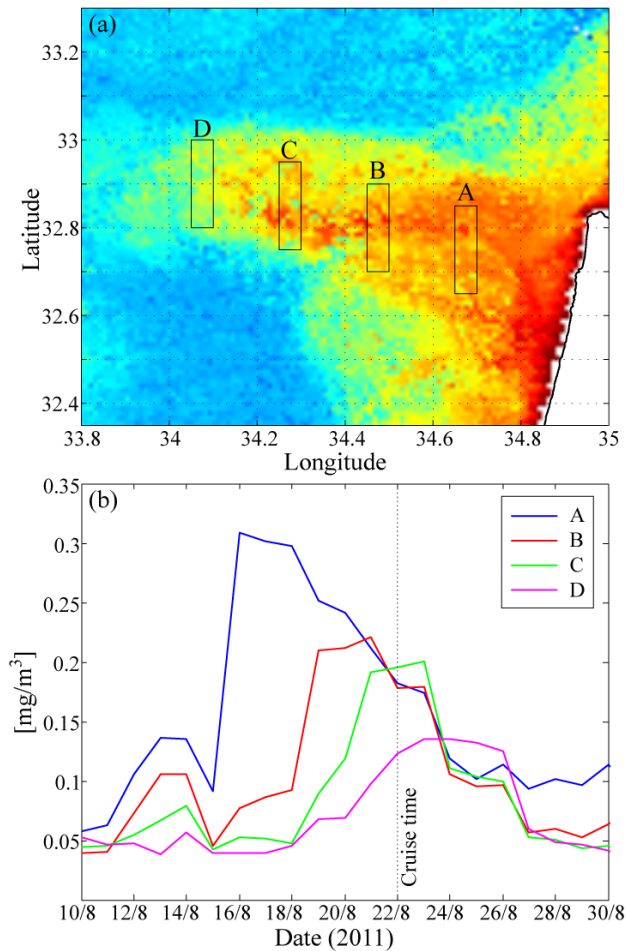 (a)
33.2
33
32.8
32.6
32.4
Latitude
D
C
B
A
33.8 34 34.2 34.4 34.6 34.8 35
Longitude
(b)
0.35
0.3
0.25
0.2
0.15
0.1
0.05
[mg/m³]
A
B
C
D
Cruise time
10/8 12/8 14/8 16/8 18/8 20/8 22/8 24/8 26/8 28/8 30/8
Date (2011)